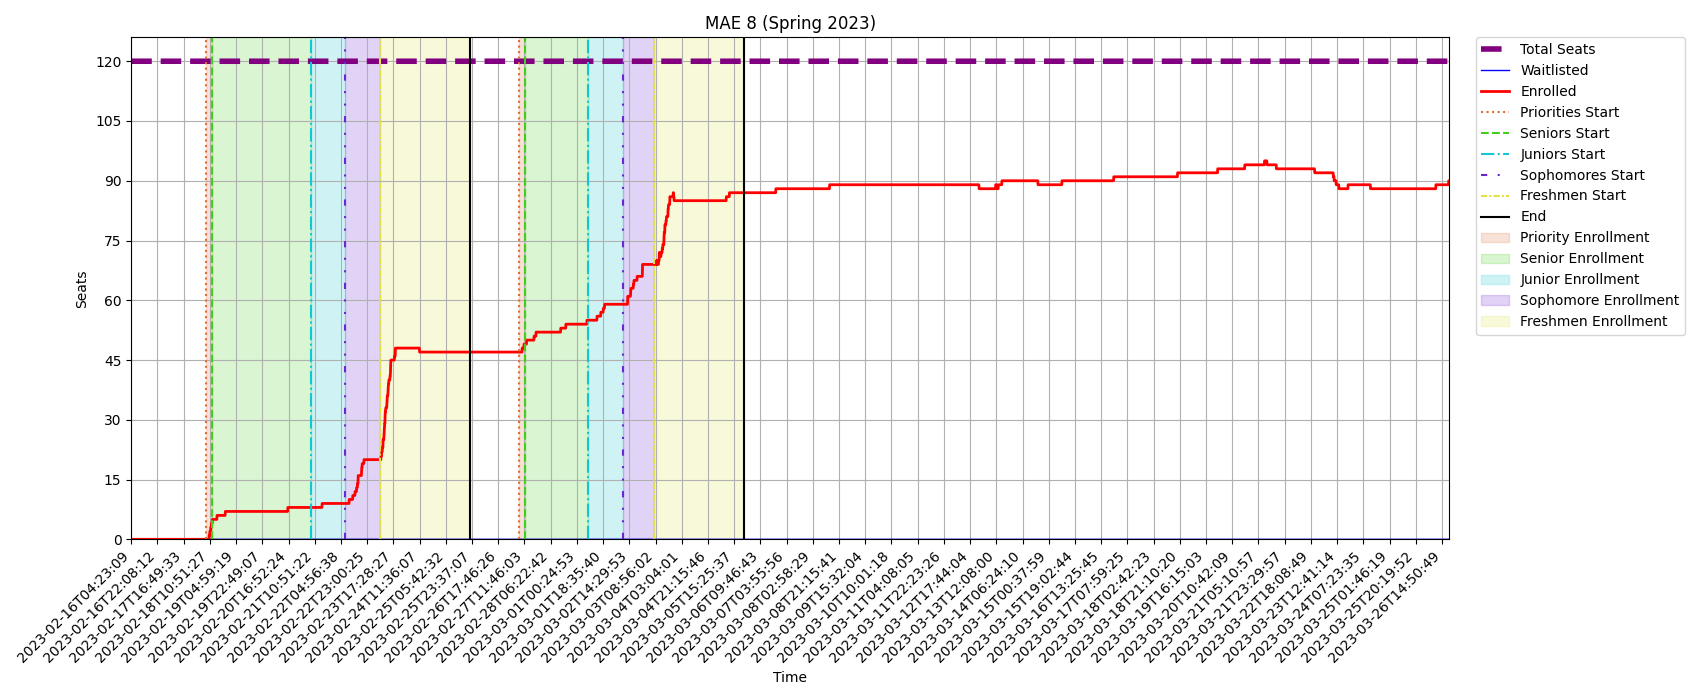 MAE 8 (Spring 2023)
120
105
90
75
60
45
30
15
0
Seats
2023-02-16T04:23:09
2023-02-16T22:08:12
2023-02-17T16:49:33
2023-02-18T10:51:27
2023-02-19T04:59:19
2023-02-19T22:49:07
2023-02-20T16:52:24
2023-02-21T10:51:22
2023-02-22T04:56:38
2023-02-22T23:00:25
2023-02-23T17:28:27
2023-02-24T11:36:07
2023-02-25T05:42:32
2023-02-25T23:37:07
2023-02-26T17:46:26
2023-02-27T11:46:03
2023-02-28T06:22:42
2023-03-01T00:24:53
2023-03-01T18:35:40
2023-03-02T14:29:53
2023-03-03T08:56:02
2023-03-04T03:04:01
2023-03-04T21:15:46
2023-03-05T15:25:37
2023-03-06T09:46:43
2023-03-07T03:55:56
2023-03-08T02:58:29
2023-03-08T21:15:41
2023-03-09T15:32:04
2023-03-10T10:01:18
2023-03-11T04:08:05
2023-03-11T22:23:26
2023-03-12T17:44:04
2023-03-13T12:08:00
2023-03-14T06:24:10
2023-03-15T00:37:59
2023-03-15T19:02:44
2023-03-16T13:25:45
2023-03-17T07:59:25
2023-03-18T02:42:23
2023-03-18T21:10:20
2023-03-19T16:15:03
2023-03-20T10:42:09
2023-03-21T05:10:57
2023-03-21T23:29:57
2023-03-22T18:08:49
2023-03-23T12:41:14
2023-03-24T07:23:35
2023-03-25T01:46:19
2023-03-25T20:19:52
2023-03-26T14:50:49
Time
Total Seats
Waitlisted
Enrolled
Priorities Start
Seniors Start
Juniors Start
Sophomores Start
Freshmen Start
End
Priority Enrollment
Senior Enrollment
Junior Enrollment
Sophomore Enrollment
Freshmen Enrollment